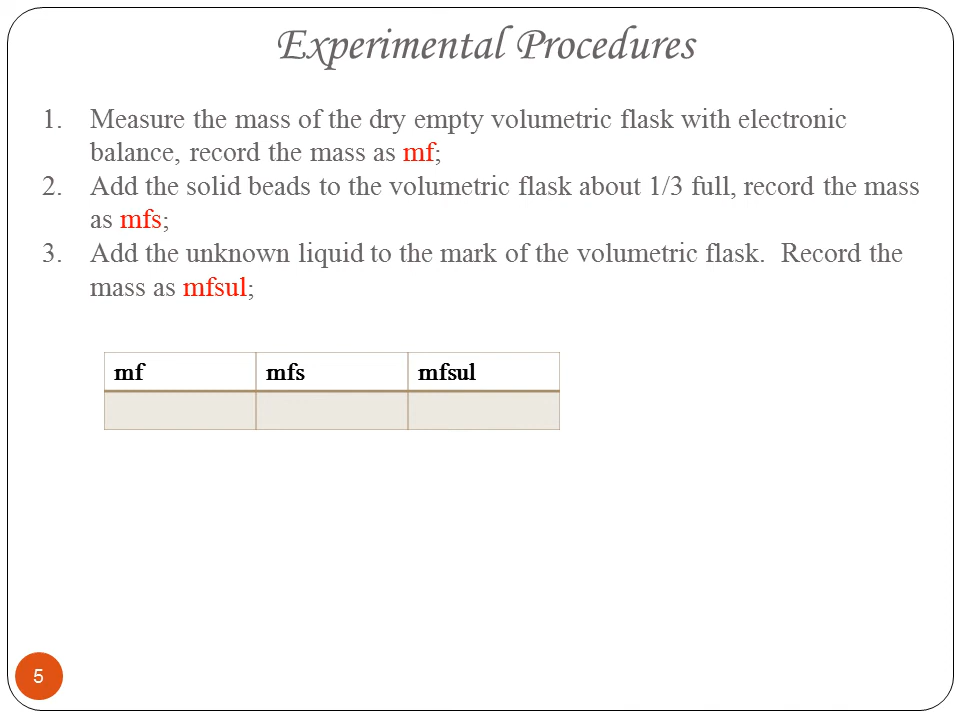 Experimental Procedures
1. Measure the mass of the dry empty volumetric flask with electronic
balance, record the mass as mf;
2. Add the solid beads to the volumetric flask about 1/3 full, record the mass
as mfs;
3. Add the unknown liquid to the mark of the volumetric flask.  Record the
mass as mfsul;
mf mfs mfsul
5